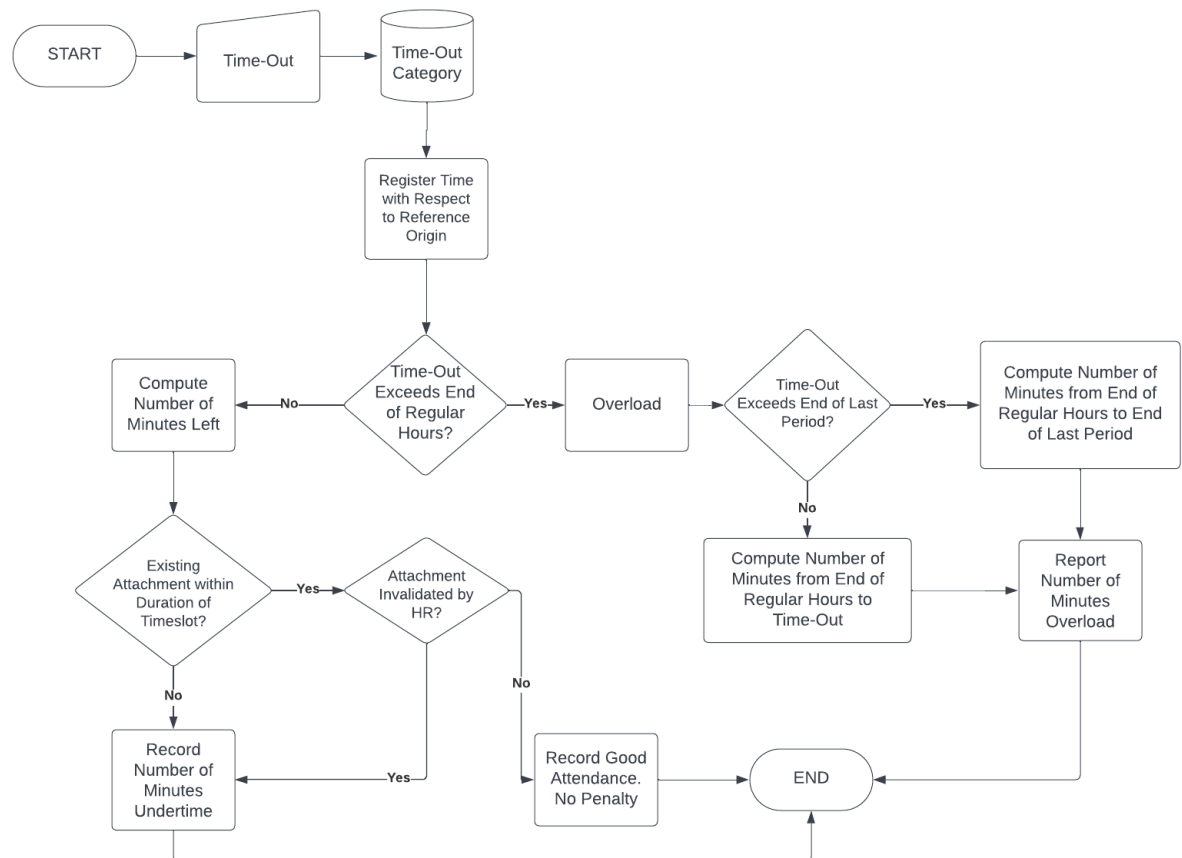 START
Time-Out
Time-Out
Category
Register Time
with Respect
to Reference
Origin
Compute
Number of
Minutes Left
No
Time-Out
Exceeds End
of Regular
Hours?
Yes
Overload
Time-Out
Exceeds End of Last
Period?
Yes
Compute Number of
Minutes from End of
Regular Hours to End
of Last Period
No
Existing
Attachment within
Duration of
Timeslot?
Yes
Attachment
Invalidated by
HR?
Compute Number of
Minutes from End of
Regular Hours to
Time-Out
Report
Number of
Minutes
Overload
No
No
Record
Number of
Minutes
Undertime
Yes
Record Good
Attendance.
No Penalty
END